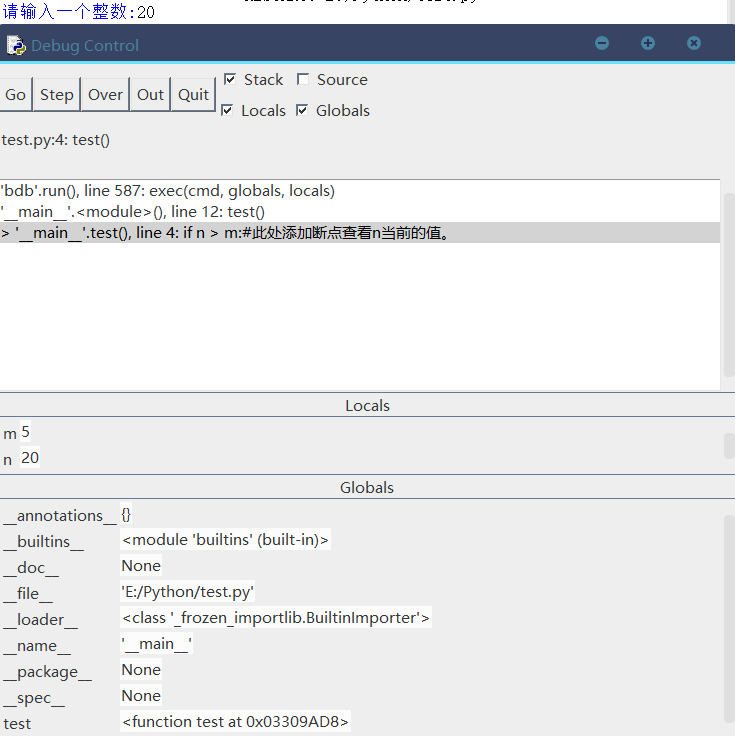 请输入一个整数:20
Debug Control
Go Step Over Out Quit Stack Source
Locals Globals
test.py:4: test()
'bdb'.run(), line 587: exec(cmd, globals, locals)
'__main__'.<module>(), line 12: test()
> '__main__'.test(), line 4: if n > m:#此处添加断点查看n当前的值。
Locals
m 5
n 20
Globals
__annotations__ {}
__builtins__ <module 'builtins' (built-in)>
__doc__ None
__file__ 'E:/Python/test.py'
__loader__ <class '_frozen_importlib.BuiltinImporter'>
__name__ '__main__'
__package__ None
__spec__ None
test <function test at 0x03309AD8>